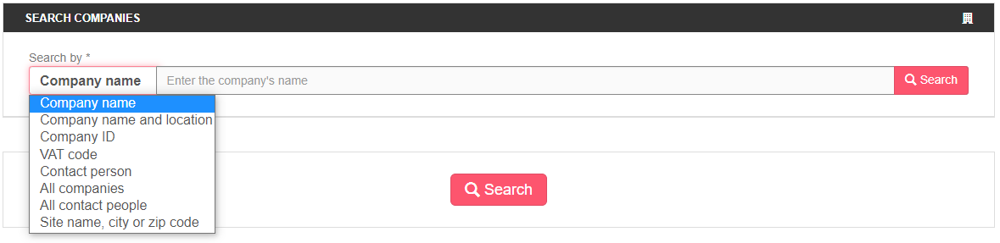 SEARCH COMPANIES
Search by *
Company name
Enter the company's name
Search
Company name
Company name and location
Company ID
VAT code
Contact person
All companies
All contact people
Site name, city or zip code
Search